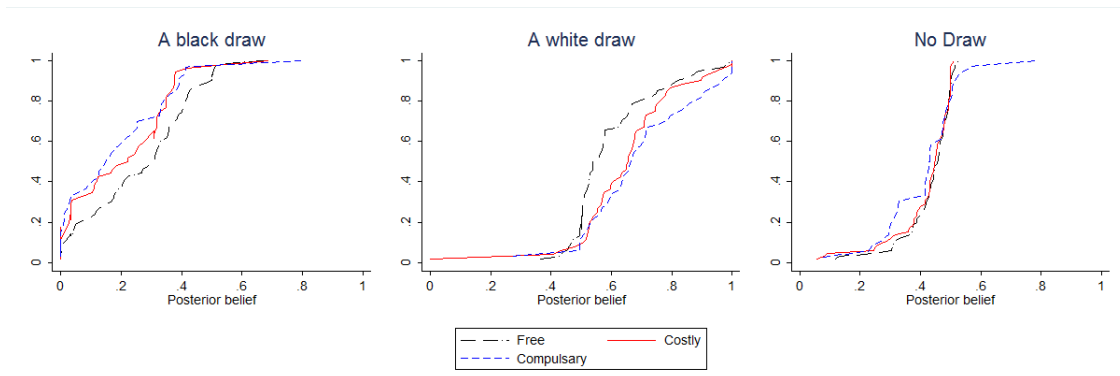 A black draw
1
.8
.6
.4
.2
0
0 .2 .4 .6 .8 1
Posterior belief
A white draw
1
.8
.6
.4
.2
0
0 .2 .4 .6 .8 1
Posterior belief
No Draw
1
.8
.6
.4
.2
0
0 .2 .4 .6 .8 1
Posterior belief
Free Costly
Compulsary